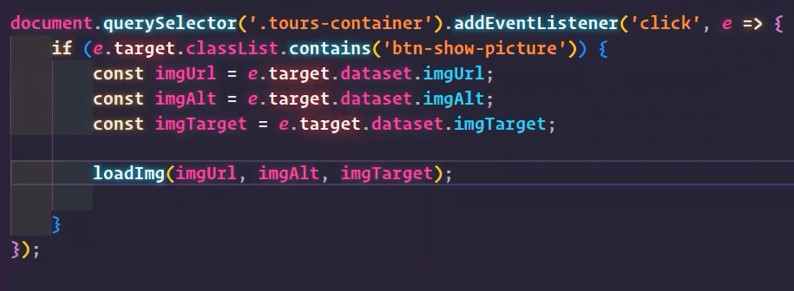 document.querySelector('.tours-container').addEventListener('click', e => {
    if (e.target.classList.contains('btn-show-picture')) {
        const imgUrl = e.target.dataset.imgUrl;
        const imgAlt = e.target.dataset.imgAlt;
        const imgTarget = e.target.dataset.imgTarget;

        loadImg(imgUrl, imgAlt, imgTarget);

    }
});